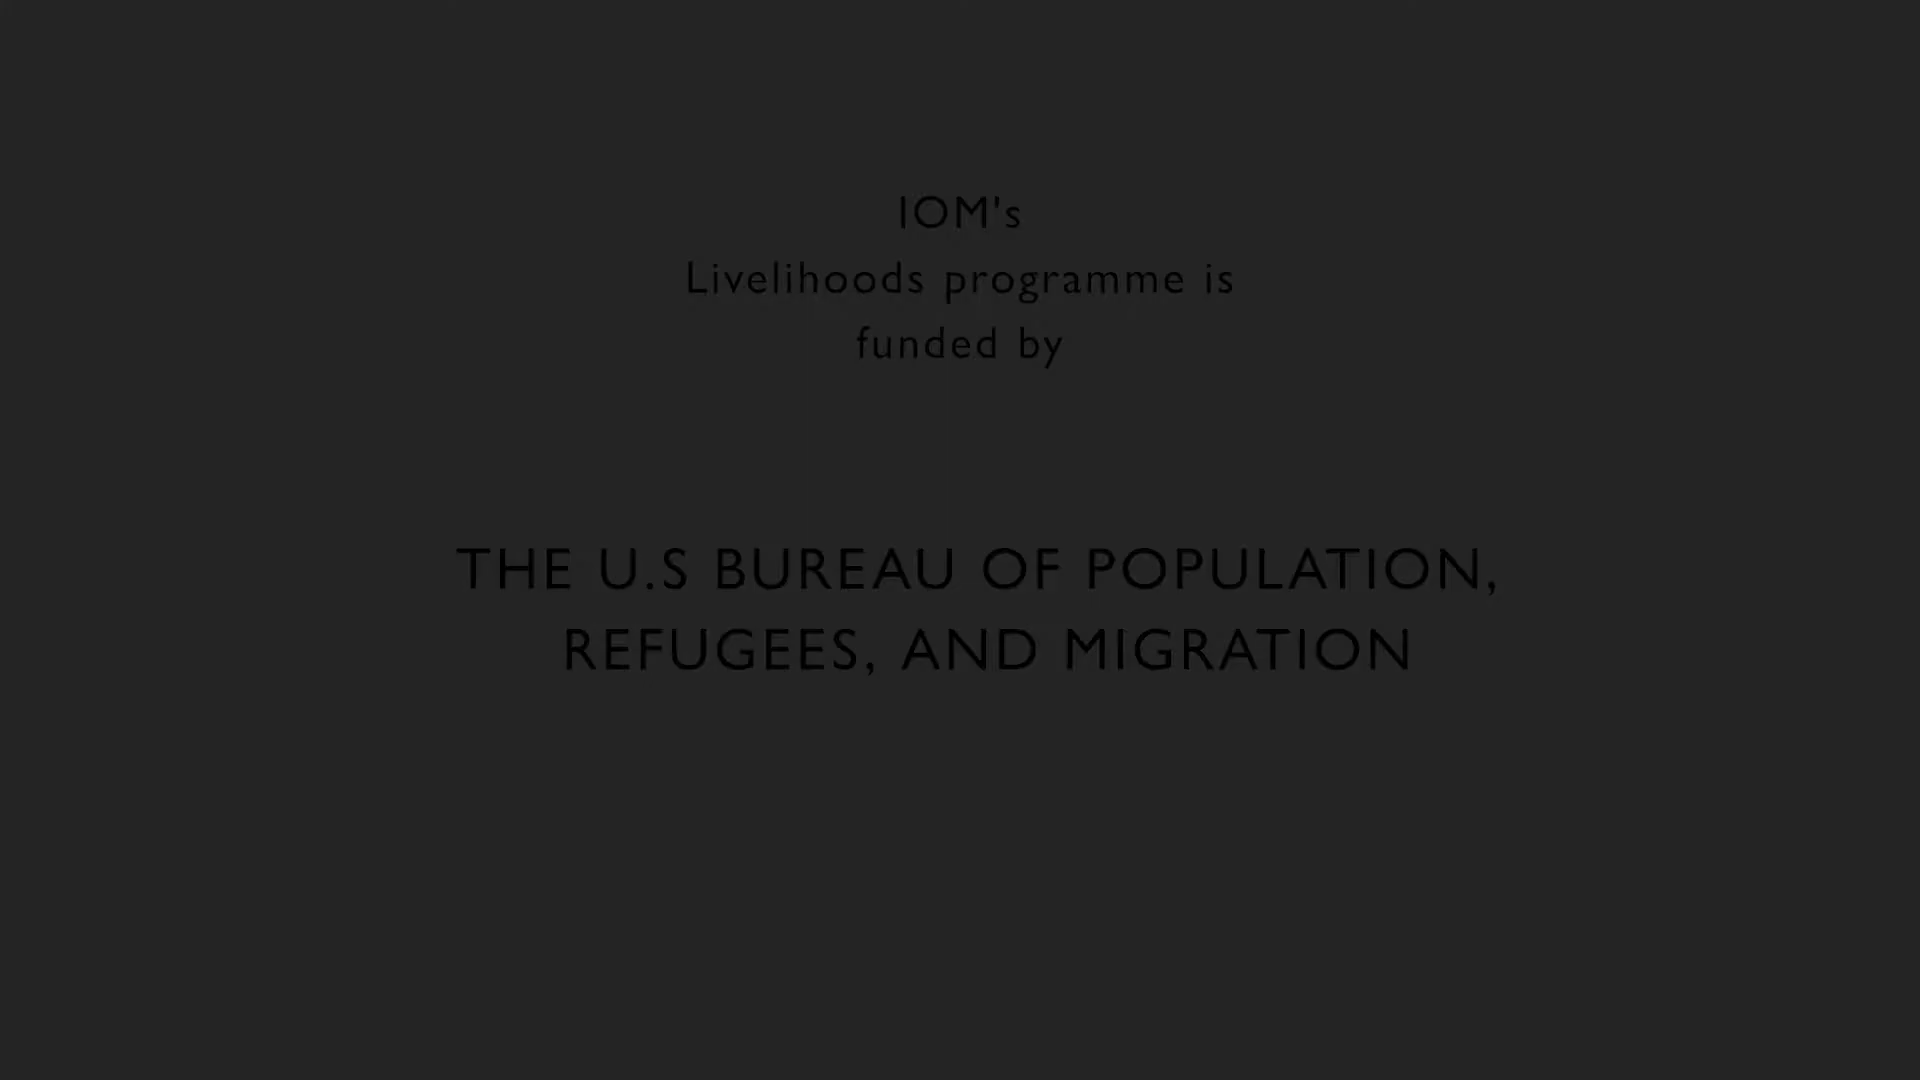 IOM's
Livelihoods programme is
funded by
THE U.S BUREAU OF POPULATION,
REFUGEES, AND MIGRATION